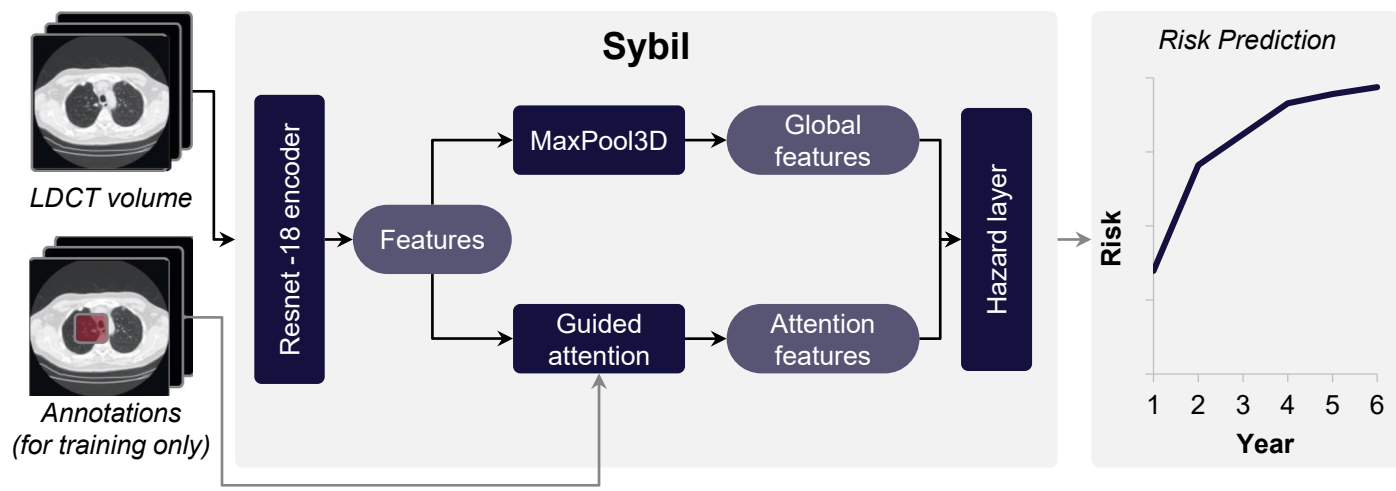 Sybil
LDCT volume
Annotations
(for training only)
Resnet -18 encoder
Features
MaxPool3D
Global
features
Guided
attention
Attention
features
Hazard layer
Risk Prediction
Risk
1 2 3 4 5 6
Year